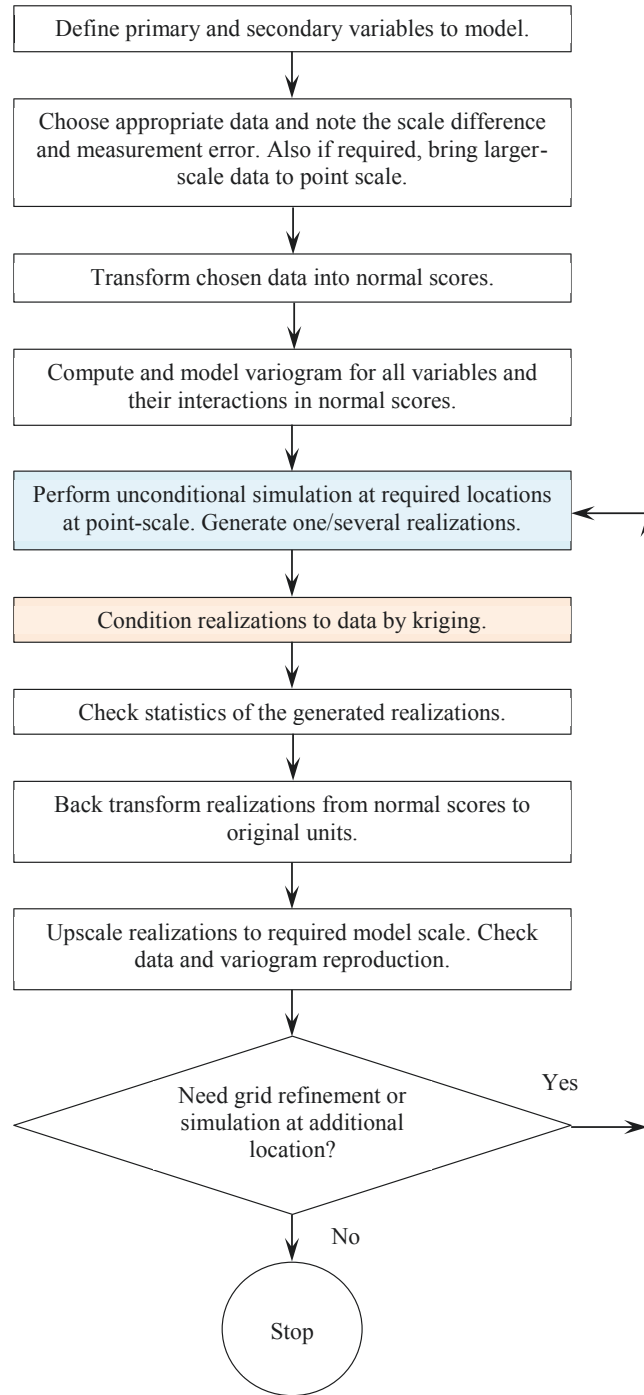 Define primary and secondary variables to model.
Choose appropriate data and note the scale difference
and measurement error. Also if required, bring larger-
scale data to point scale.
Transform chosen data into normal scores.
Compute and model variogram for all variables and
their interactions in normal scores.
Perform unconditional simulation at required locations
at point-scale. Generate one/several realizations.
Condition realizations to data by kriging.
Check statistics of the generated realizations.
Back transform realizations from normal scores to
original units.
Upscale realizations to required model scale. Check
data and variogram reproduction.
Need grid refinement or
simulation at additional
location?
Yes
No
Stop